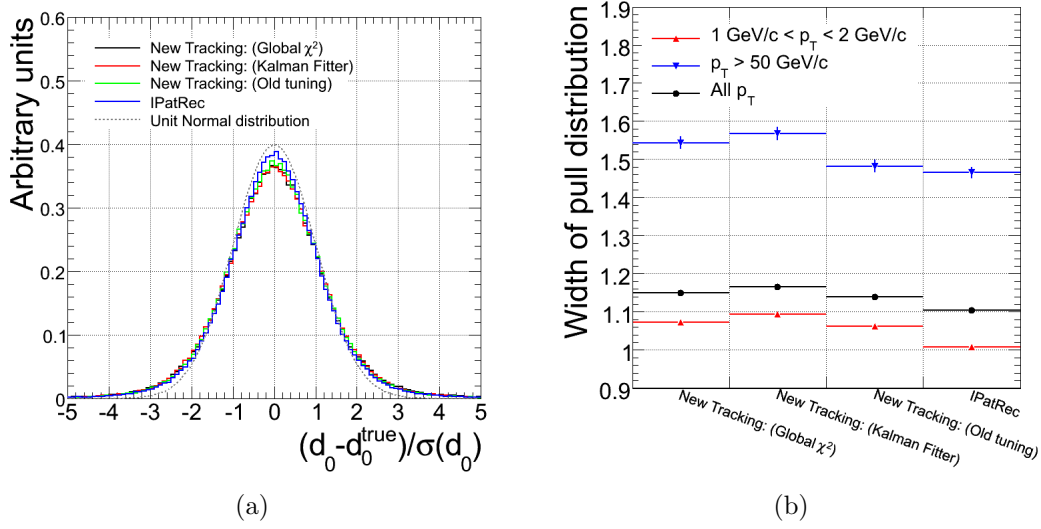 Arbitrary units
0.6
0.5
0.4
0.3
0.2
0.1
0
-5 -4 -3 -2 -1 0 1 2 3 4 5
New Tracking: (Global χ²)
New Tracking: (Kalman Fitter)
New Tracking: (Old tuning)
IPatRec
Unit Normal distribution
(d₀-d₀ᵗʳᵘᵉ)/σ(d₀)
(a)
Width of pull distribution
1.9
1.8
1.7
1.6
1.5
1.4
1.3
1.2
1.1
1
0.9
1 GeV/c < p_T < 2 GeV/c
p_T > 50 GeV/c
All p_T
New Tracking: (Global χ²)
New Tracking: (Kalman Fitter)
New Tracking: (Old tuning)
IPatRec
(b)